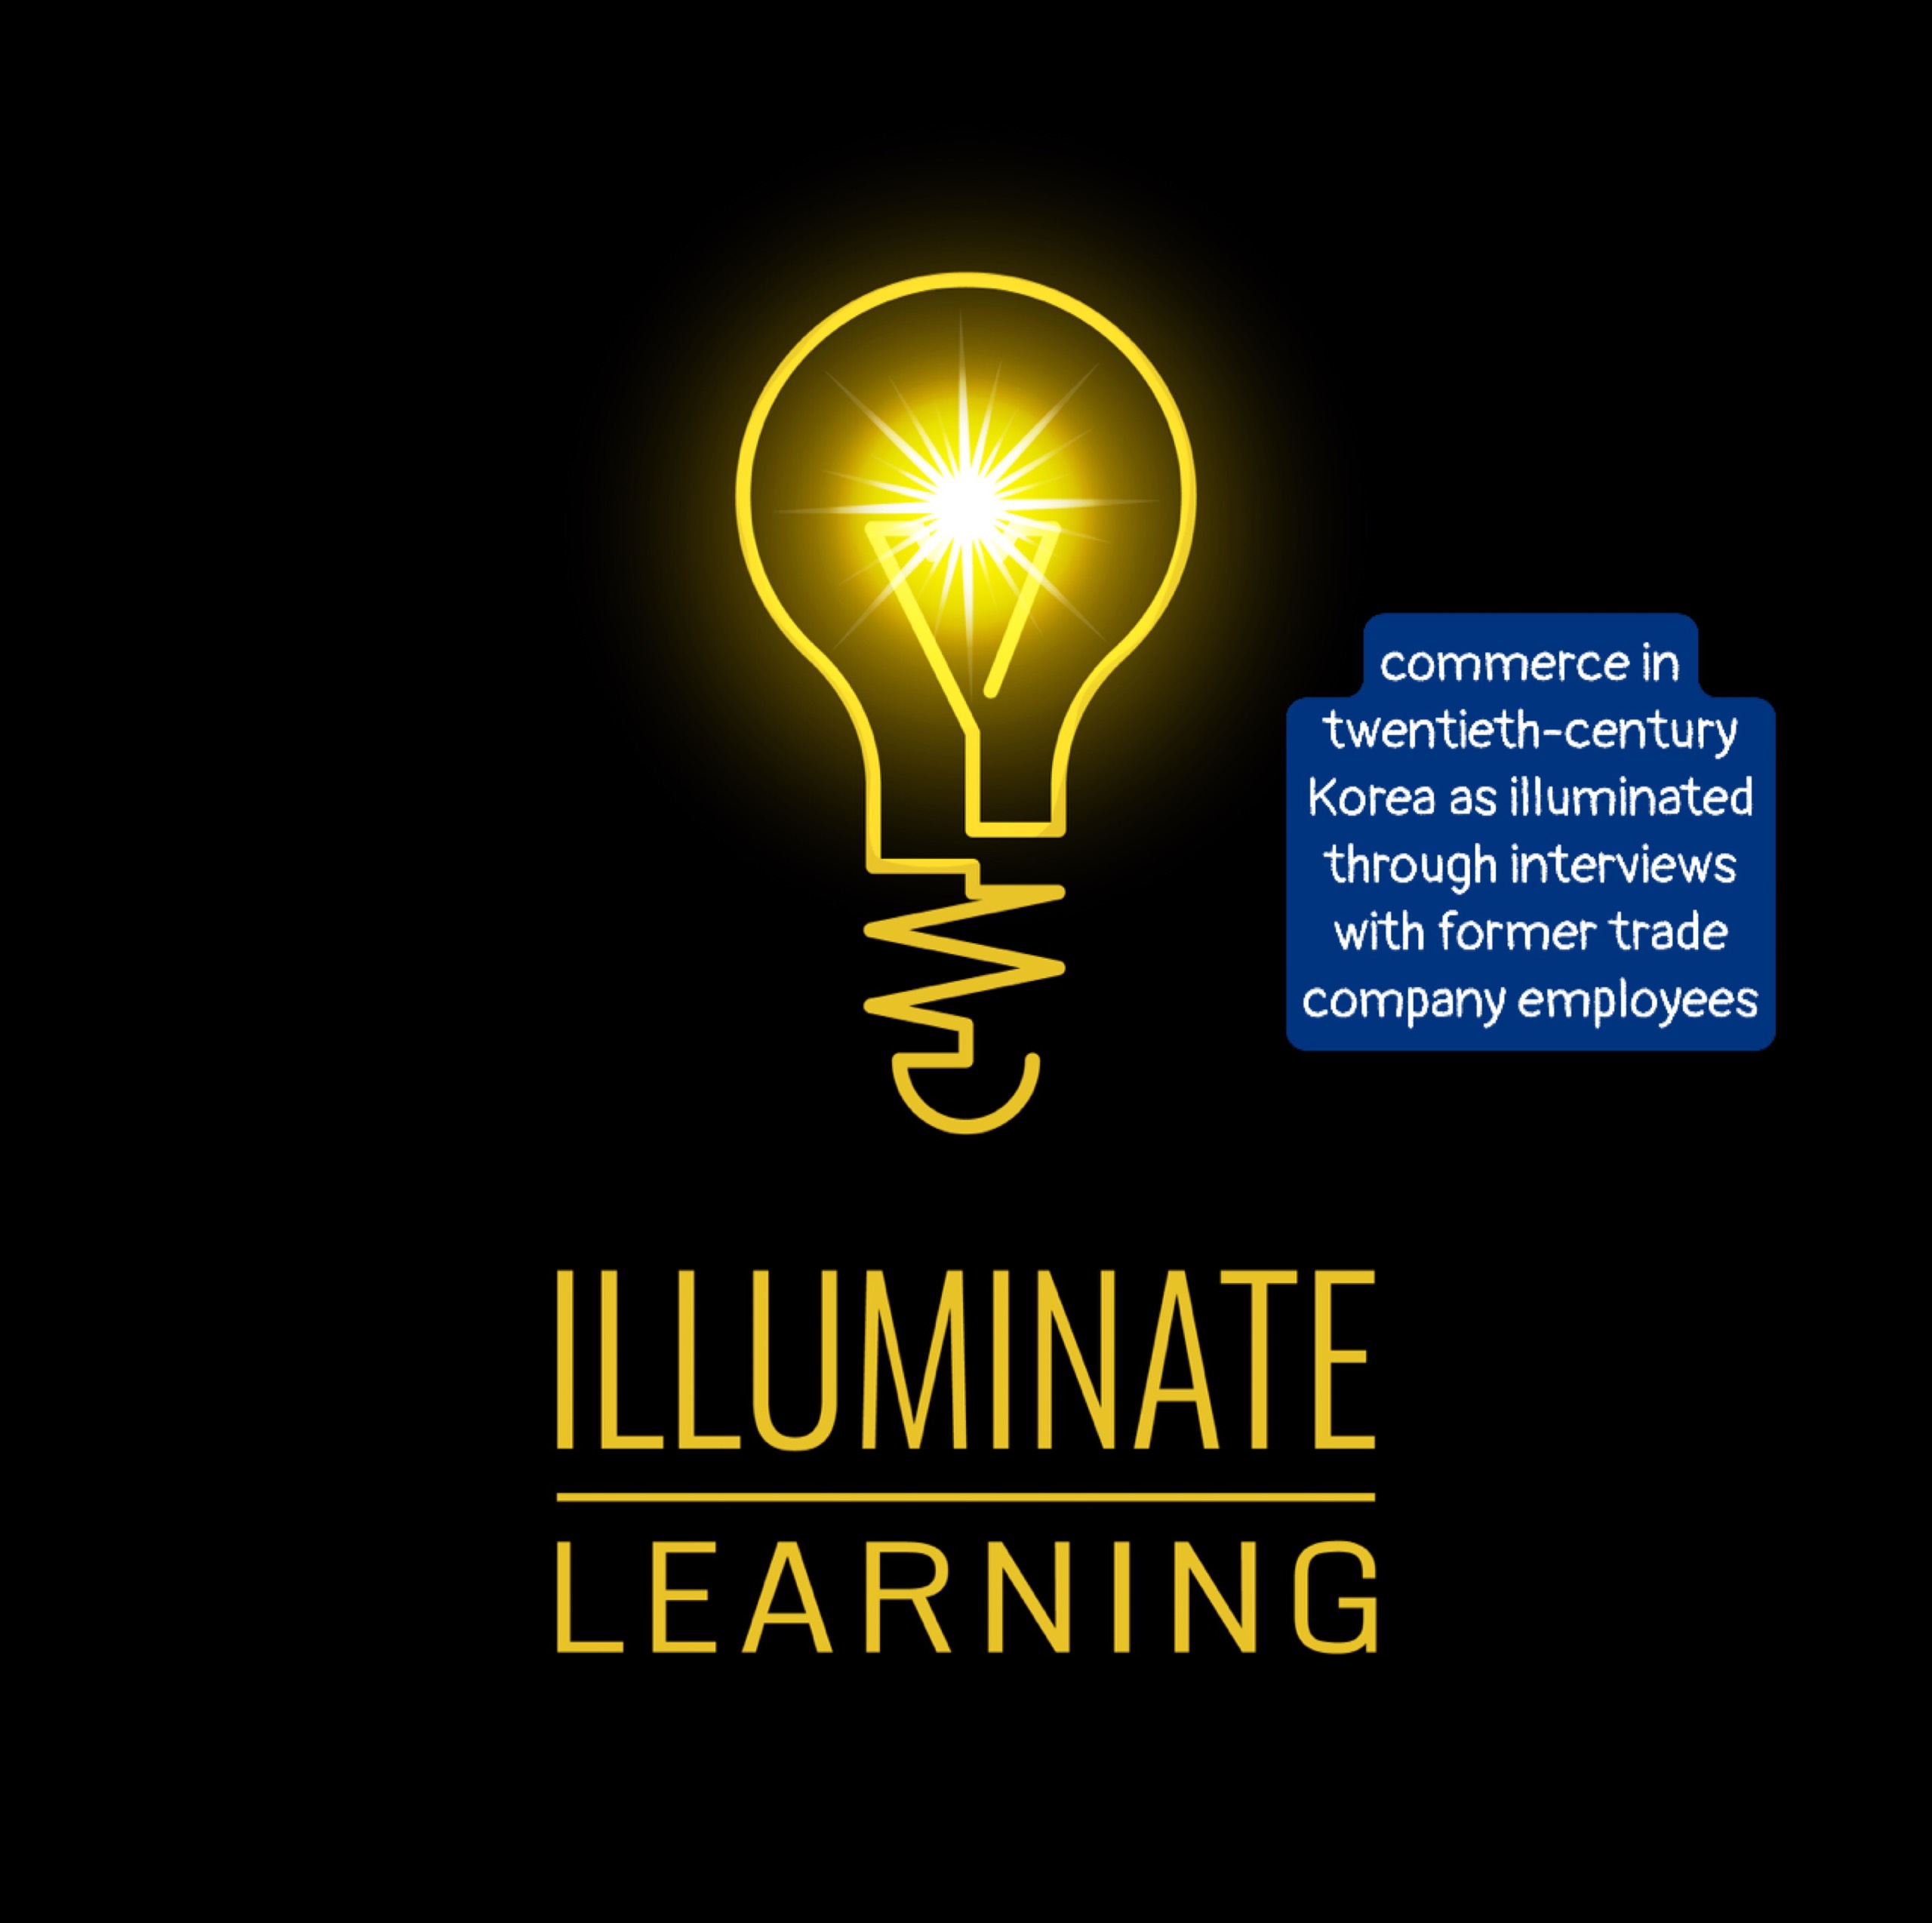 commerce in
twentieth-century
Korea as illuminated
through interviews
with former trade
company employees
ILLUMINATE
LEARNING